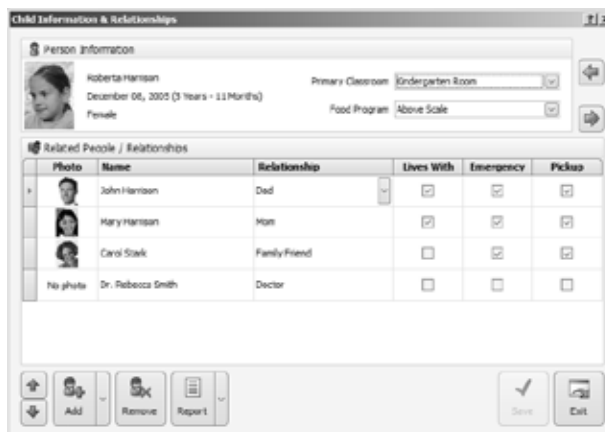 Child Information & Relationships
Person Information
Roberta Harrison
Primary Classroom Kindergarten Room
December 08, 2005 (3 Years - 11 Months)
Food Program Above Scale
Female
Related People / Relationships
Photo Name Relationship Lives With Emergency Pickup
John Harrison Dad
Mary Harrison Mom
Carol Stark Family Friend
No photo Dr. Rebecca Smith Doctor
Add Remove Report Save Exit